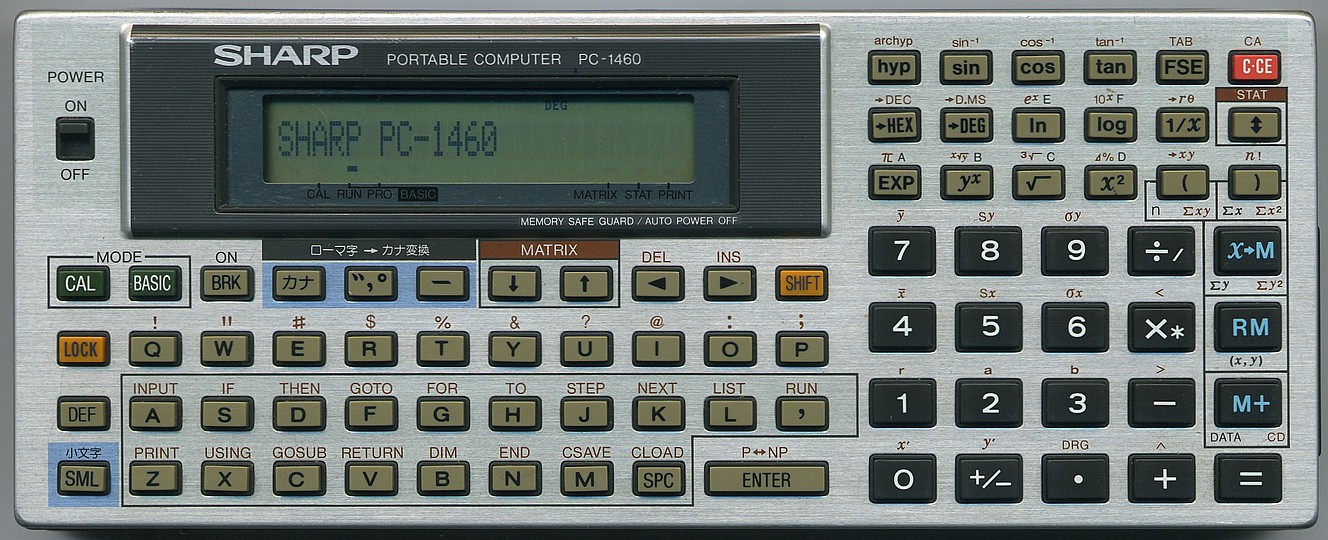 SHARP PORTABLE COMPUTER PC-1460
DEG
SHARP PC-1460
CAL RUN PRO BASIC MATRIX STAT PRINT
MEMORY SAFE GUARD / AUTO POWER OFF
POWER
ON
OFF
archyp sin⁻¹ cos⁻¹ tan⁻¹ TAB CA
hyp sin cos tan FSE C·CE
→DEC →D.MS eˣ E 10ˣ F →rθ STAT
→HEX →DEG ln log 1/x ↕
π A ˣ√y B ³√ C Δ% D →xy n!
EXP yˣ √ x² ( )
n Σxy Σx Σx²
y̅ Sy σy
7 8 9 ÷/ x→M
Σy Σy²
x̅ Sx σx <
4 5 6 ×* RM
(x,y)
r a b >
1 2 3 − M+
DATA CD
x′ y′ DRG ^
0 +/− • + =
MODE ON ローマ字 → カナ変換 MATRIX DEL INS
CAL BASIC BRK カナ ",° ー ↓ ↑ ◀ ▶ SHIFT
! " # $ % & ? @ : ;
LOCK Q W E R T Y U I O P
INPUT IF THEN GOTO FOR TO STEP NEXT LIST RUN
DEF A S D F G H J K L ,
小文字 PRINT USING GOSUB RETURN DIM END CSAVE CLOAD P↔NP
SML Z X C V B N M SPC ENTER